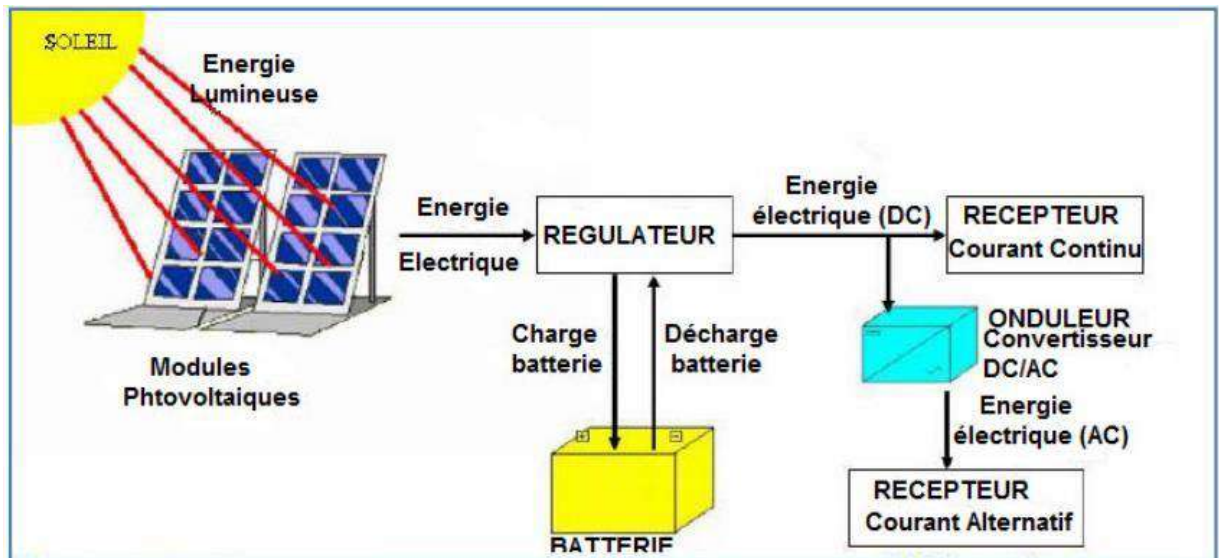 SOLEIL
Energie
Lumineuse
Modules
Phtovoltaiques
Energie
Electrique
REGULATEUR
Charge
batterie
Décharge
batterie
BATTERIE
Energie
électrique (DC)
RECEPTEUR
Courant Continu
ONDULEUR
Convertisseur
DC/AC
Energie
électrique (AC)
RECEPTEUR
Courant Alternatif